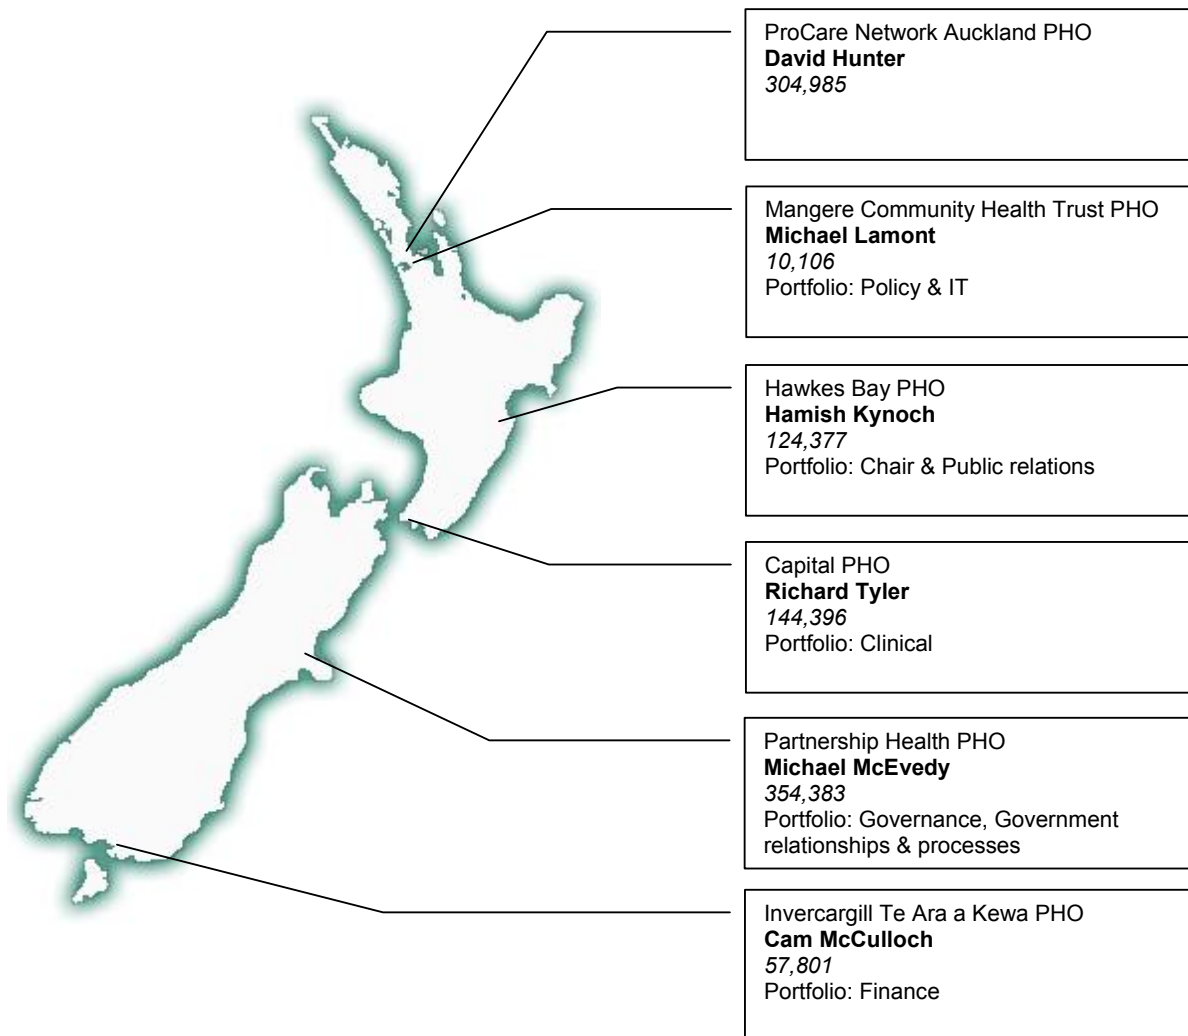 ProCare Network Auckland PHO
David Hunter
304,985
Mangere Community Health Trust PHO
Michael Lamont
10,106
Portfolio: Policy & IT
Hawkes Bay PHO
Hamish Kynoch
124,377
Portfolio: Chair & Public relations
Capital PHO
Richard Tyler
144,396
Portfolio: Clinical
Partnership Health PHO
Michael McEvedy
354,383
Portfolio: Governance, Government
relationships & processes
Invercargill Te Ara a Kewa PHO
Cam McCulloch
57,801
Portfolio: Finance